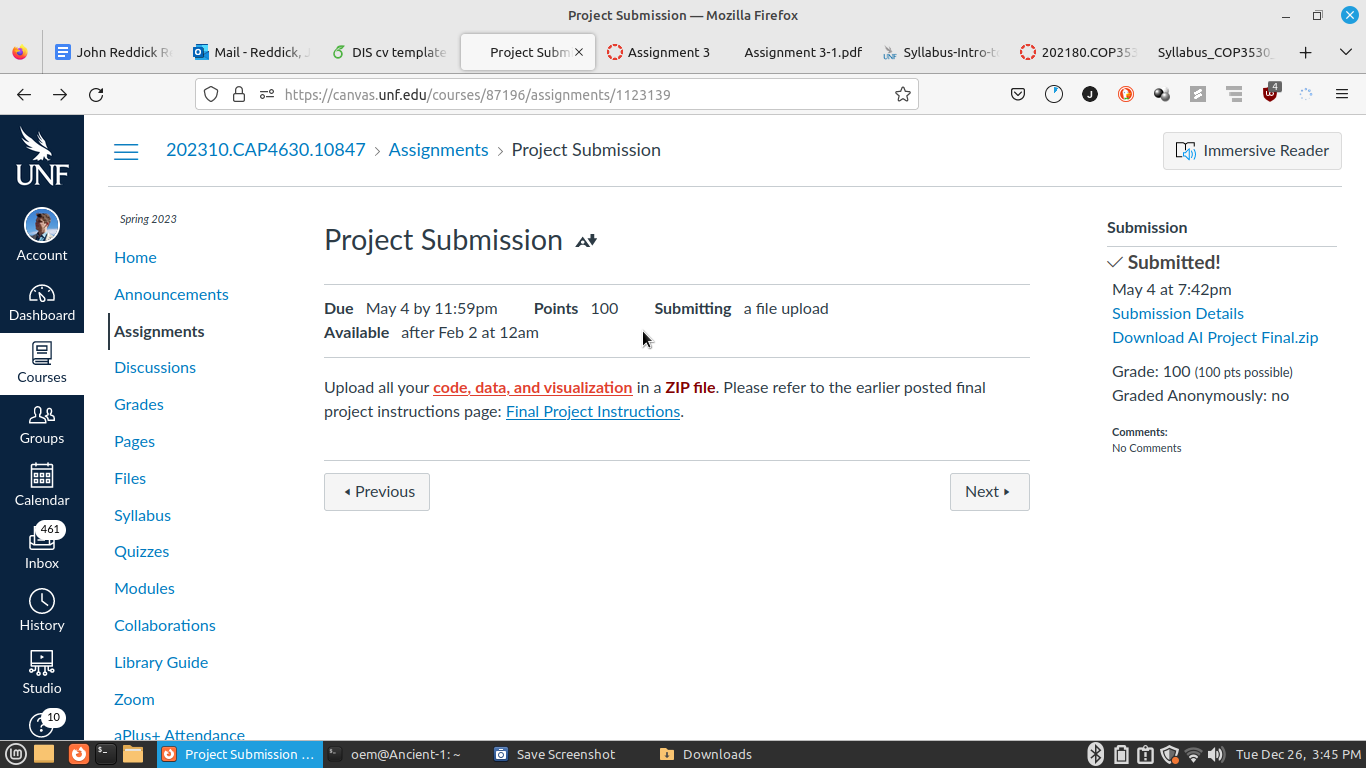 Project Submission — Mozilla Firefox
John Reddick Re
Mail - Reddick, J
DIS cv template
Project Subm
Assignment 3
Assignment 3-1.pdf
Syllabus-Intro-to
202180.COP353
Syllabus_COP3530
https://canvas.unf.edu/courses/87196/assignments/1123139
J
4
UNF
202310.CAP4630.10847 > Assignments > Project Submission
Immersive Reader
Account
Dashboard
Courses
Groups
Calendar
461
Inbox
History
Studio
10
Spring 2023
Home
Announcements
Assignments
Discussions
Grades
Pages
Files
Syllabus
Quizzes
Modules
Collaborations
Library Guide
Zoom
aPlus+ Attendance
Project Submission
Due May 4 by 11:59pm Points 100 Submitting a file upload
Available after Feb 2 at 12am
Upload all your code, data, and visualization in a ZIP file. Please refer to the earlier posted final
project instructions page: Final Project Instructions.
Previous
Next
Submission
Submitted!
May 4 at 7:42pm
Submission Details
Download AI Project Final.zip
Grade: 100 (100 pts possible)
Graded Anonymously: no
Comments:
No Comments
Project Submission ...
oem@Ancient-1: ~
Save Screenshot
Downloads
Tue Dec 26, 3:45 PM